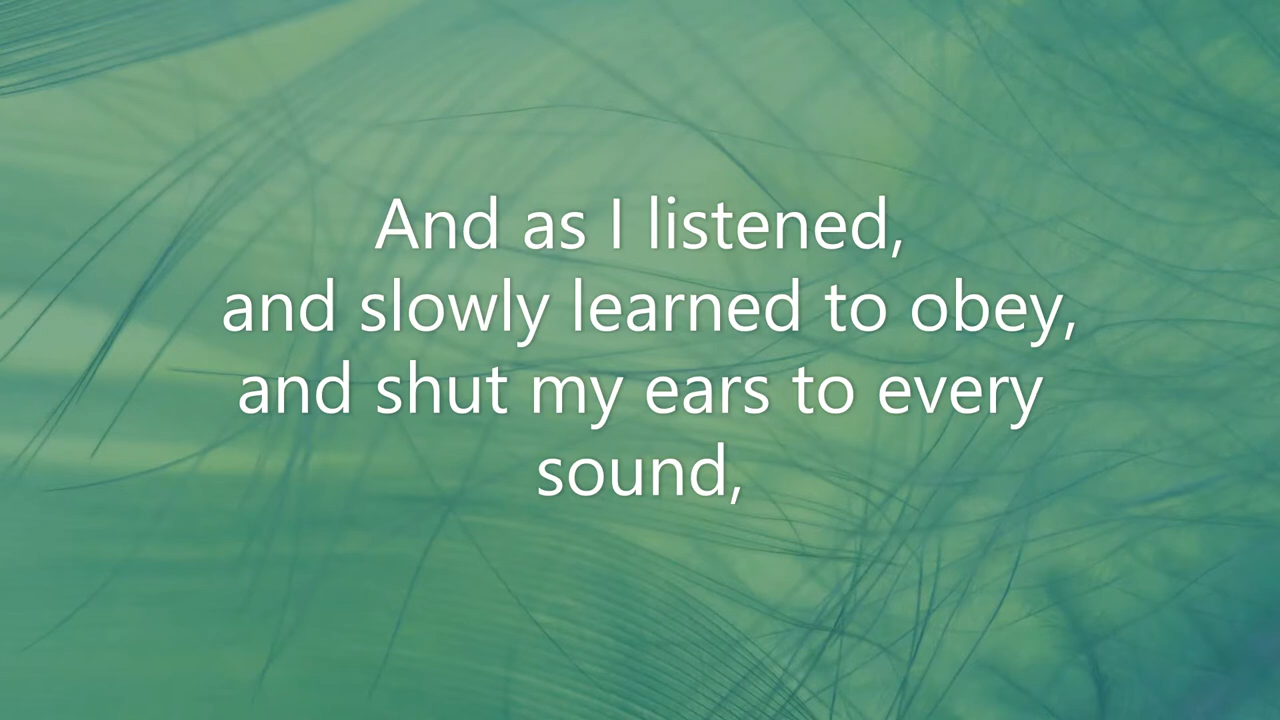 And as I listened,
and slowly learned to obey,
and shut my ears to every
sound,